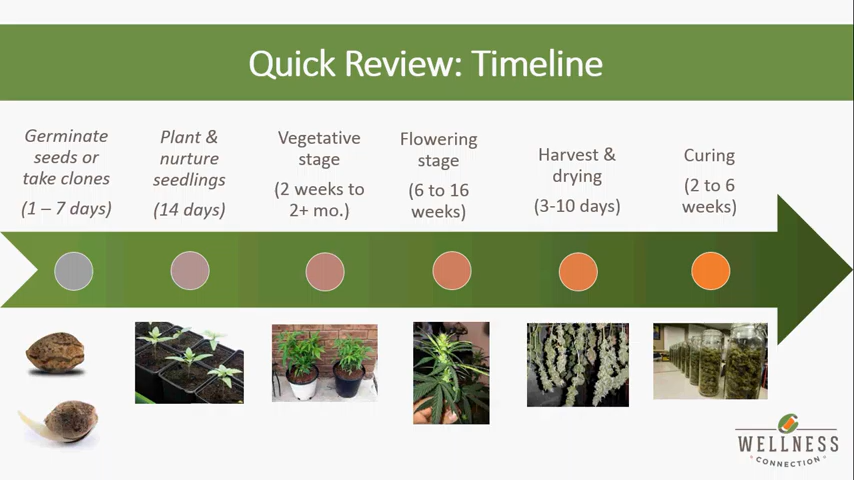 Quick Review: Timeline
Germinate
seeds or
take clones
(1 – 7 days)
Plant &
nurture
seedlings
(14 days)
Vegetative
stage
(2 weeks to
2+ mo.)
Flowering
stage
(6 to 16
weeks)
Harvest &
drying
(3-10 days)
Curing
(2 to 6
weeks)
WELLNESS
CONNECTION